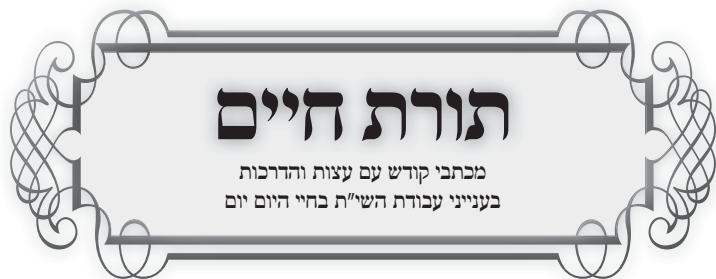 תורת חיים
מכתבי קודש עם עצות והדרכות
בענייני עבודת השי"ת בחיי היום יום